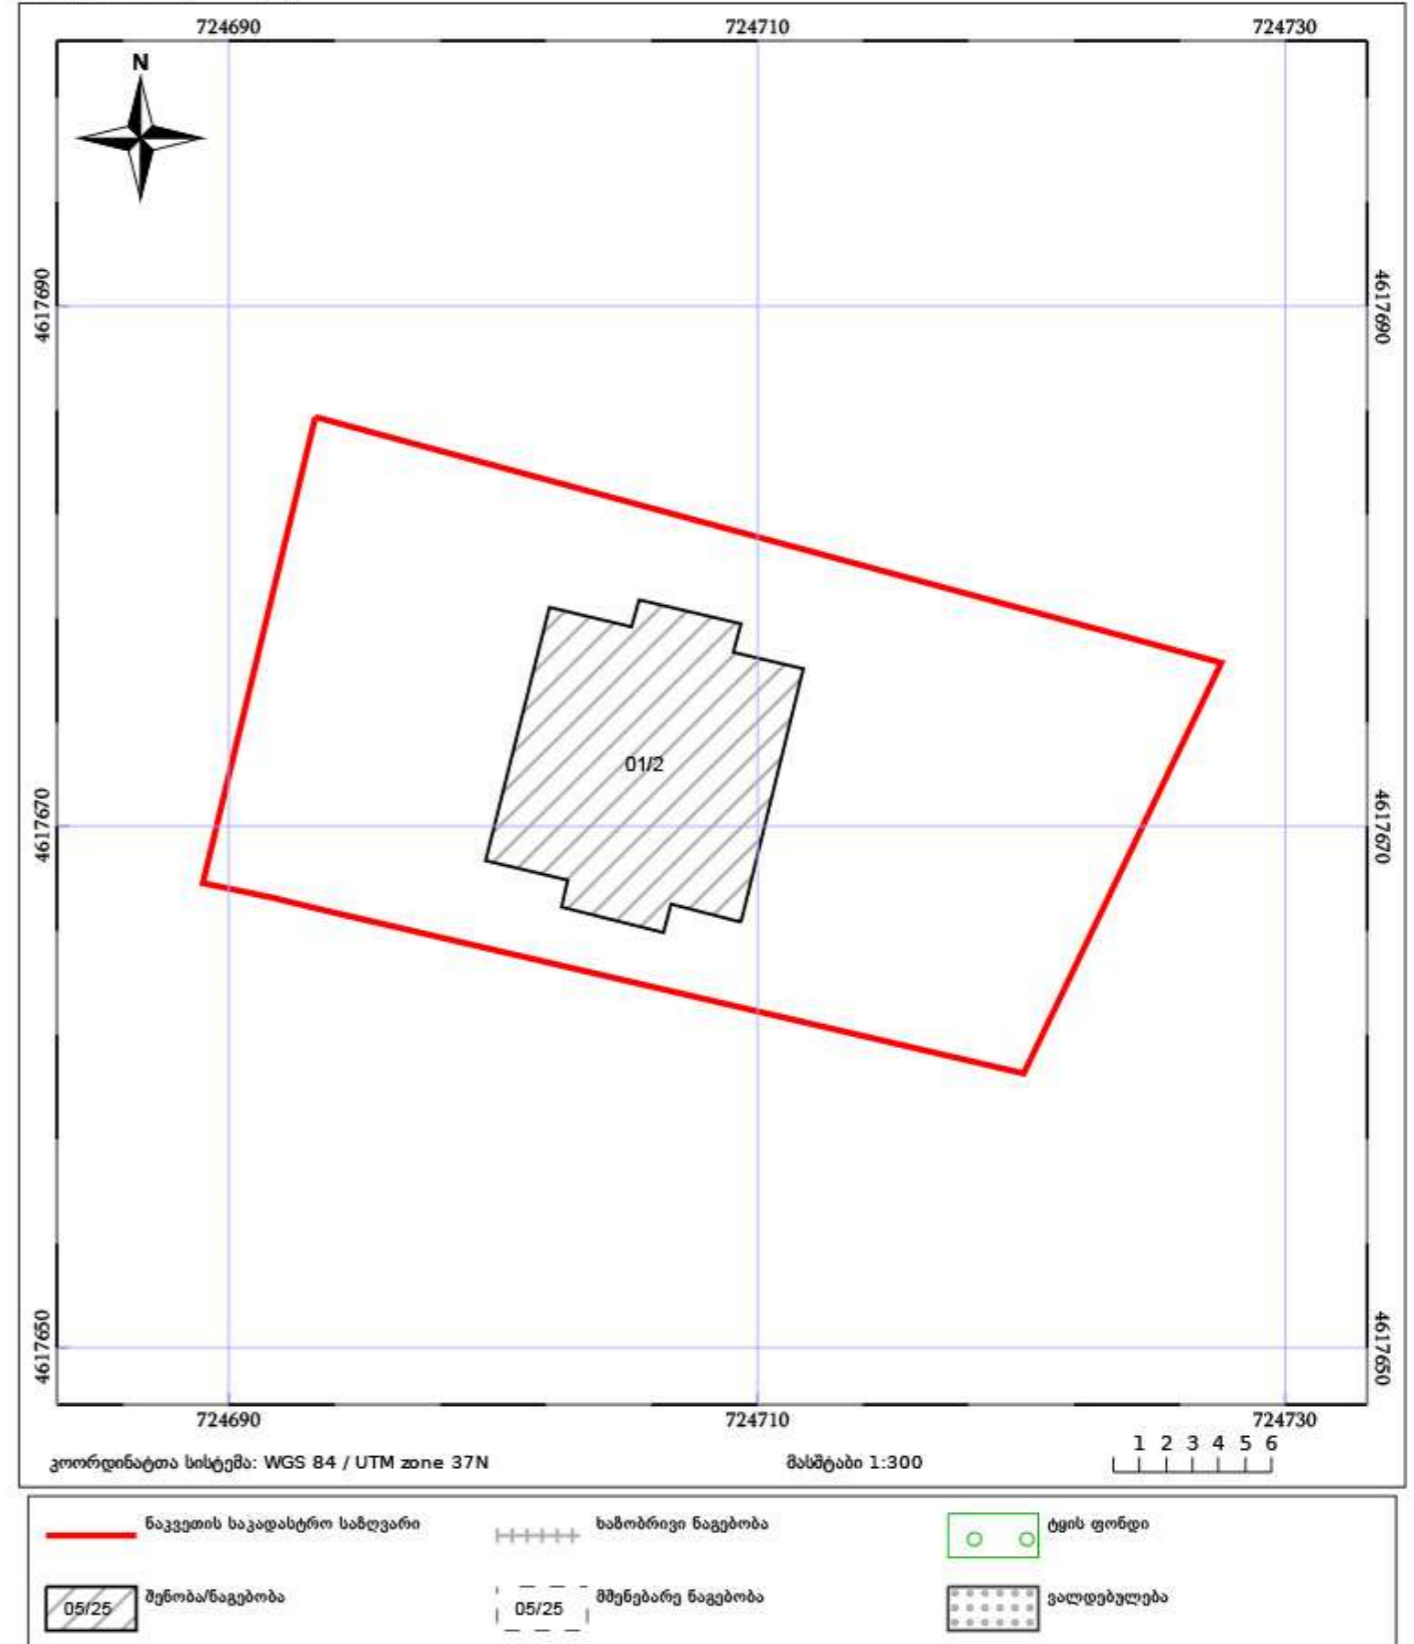 724690 724710 724730
N
4617690 4617690
01/2
4617670 4617670
4617650 4617650
724690 724710 724730
კოორდინატთა სისტემა: WGS 84 / UTM zone 37N მასშტაბი 1:300 1 2 3 4 5 6
ნაკვეთის საკადასტრო საზღვარი ხაზობრივი ნაგებობა ტყის ფონდი
05/25 შენობა/ნაგებობა 05/25 მშენებარე ნაგებობა ვალდებულება